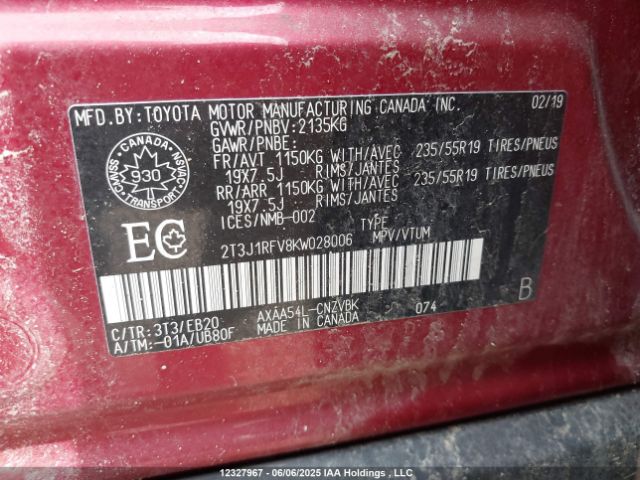 MFD.BY: TOYOTA MOTOR MANUFACTURING CANADA INC. 02/19
GVWR/PNBV: 2135KG
GAWR/PNBE:
FR/AVT 1150KG WITH/AVEC 235/55R19 TIRES/PNEUS
19X7.5J RIMS/JANTES
RR/ARR 1150KG WITH/AVEC 235/55R19 TIRES/PNEUS
19X7.5J RIMS/JANTES
ICES/NMB-002
TYPE
2T3J1RFV8KW028006 MPV/VTUM
CANADA
CMVSS 930 NSVAC
TRANSPORT
EC
C/TR: 3T3/EB20 AXAA54L-CNZVBK 074 B
A/TM: -01A/UB80F MADE IN CANADA
12327967 - 06/06/2025 IAA Holdings , LLC